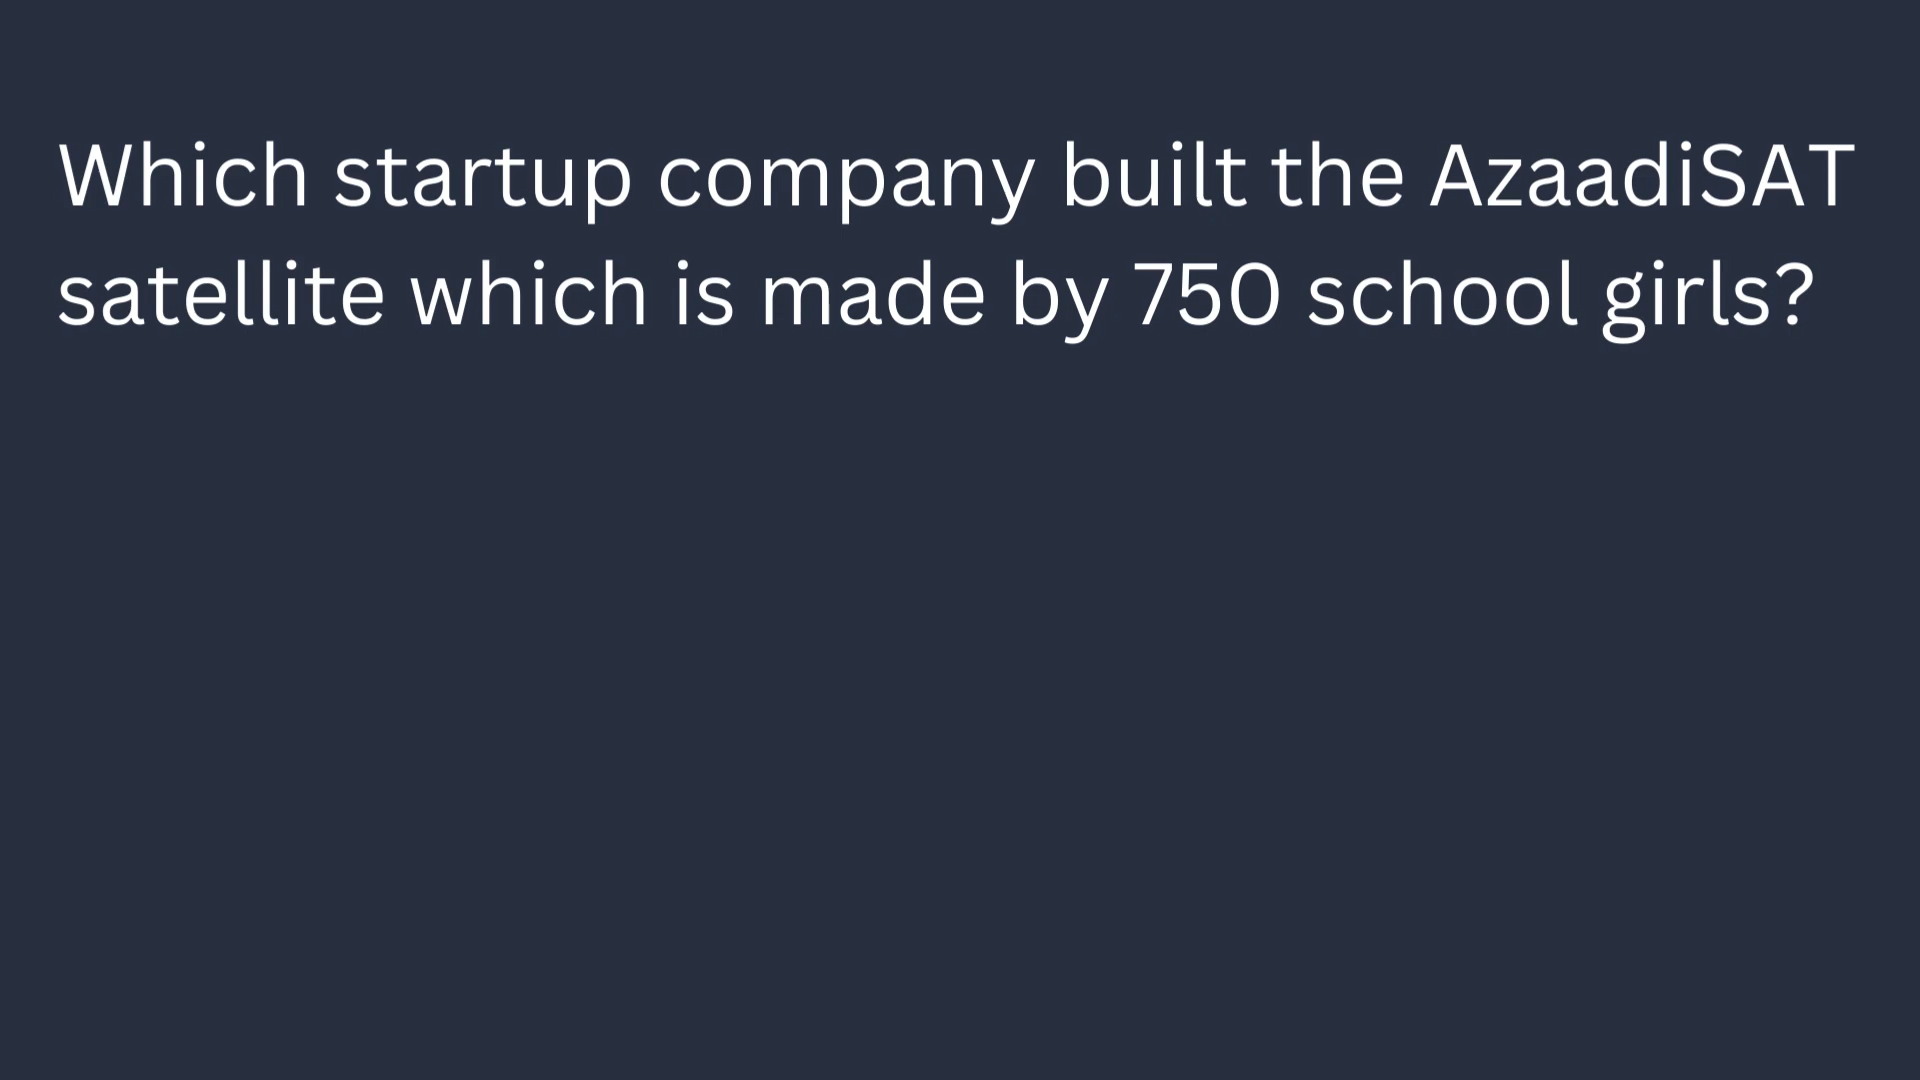 Which startup company built the AzaadiSAT
satellite which is made by 750 school girls?